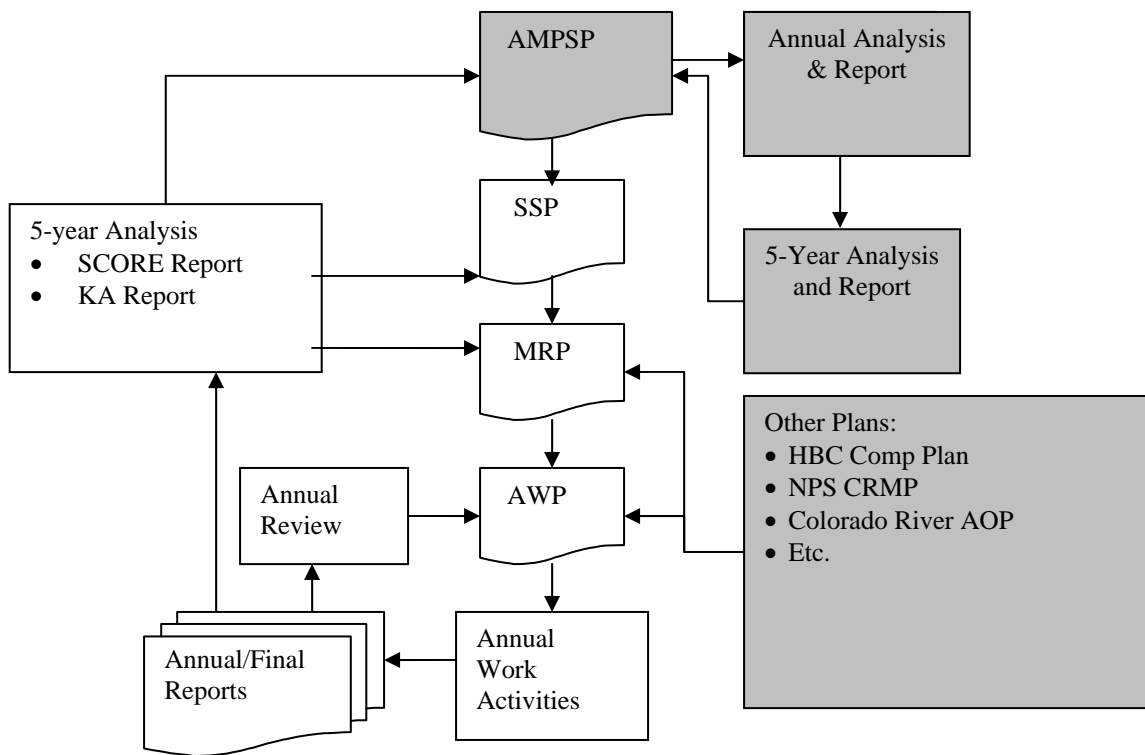 AMPSP
Annual Analysis
& Report
SSP
5-year Analysis
• SCORE Report
• KA Report
5-Year Analysis
and Report
MRP
Other Plans:
• HBC Comp Plan
• NPS CRMP
• Colorado River AOP
• Etc.
AWP
Annual
Review
Annual/Final
Reports
Annual
Work
Activities